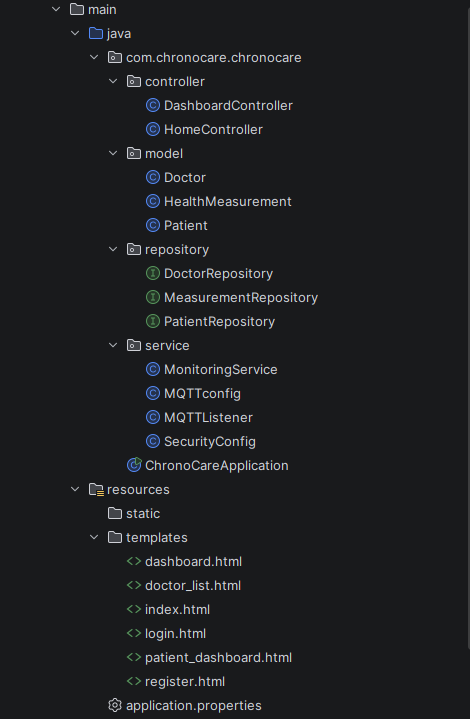 main
java
com.chronocare.chronocare
controller
DashboardController
HomeController
model
Doctor
HealthMeasurement
Patient
repository
DoctorRepository
MeasurementRepository
PatientRepository
service
MonitoringService
MQTTconfig
MQTTListener
SecurityConfig
ChronoCareApplication
resources
static
templates
dashboard.html
doctor_list.html
index.html
login.html
patient_dashboard.html
register.html
application.properties